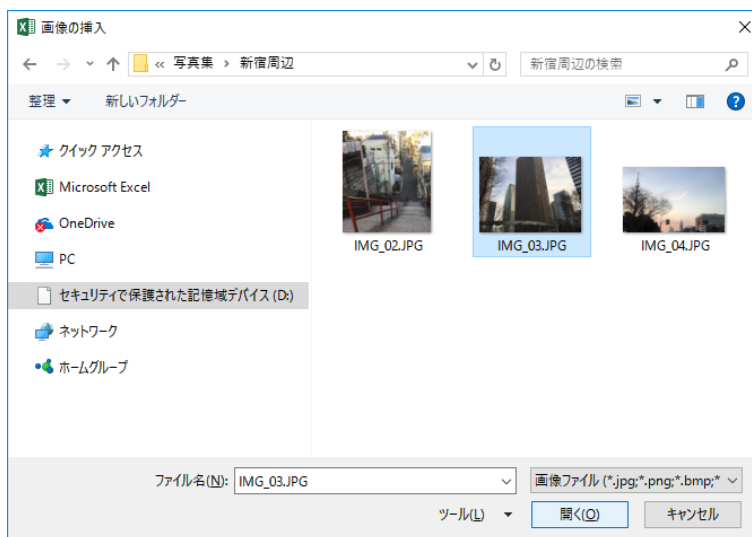 画像の挿入
« 写真集 › 新宿周辺
新宿周辺の検索
整理 新しいフォルダー
クイック アクセス
Microsoft Excel
OneDrive
PC
セキュリティで保護された記憶域デバイス (D:)
ネットワーク
ホームグループ
IMG_02.JPG
IMG_03.JPG
IMG_04.JPG
ファイル名(N): IMG_03.JPG
画像ファイル (*.jpg;*.png;*.bmp;*
ツール(L) 開く(O) キャンセル